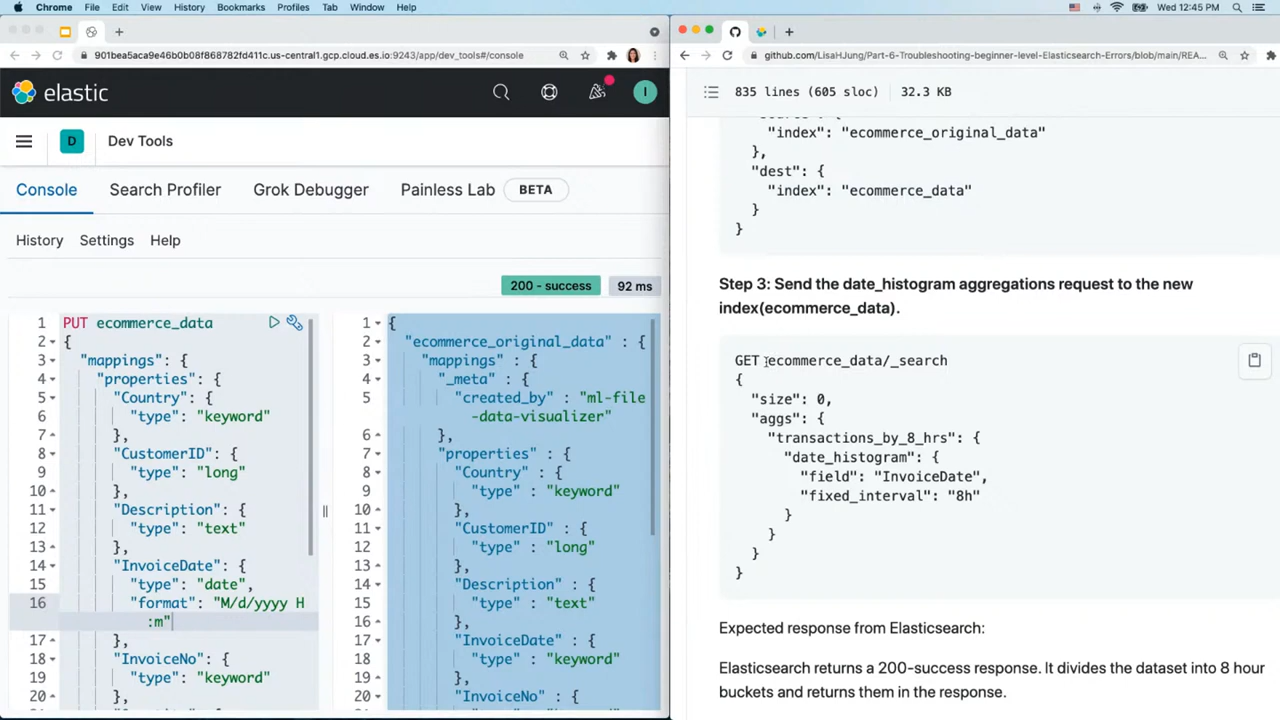 Chrome File Edit View History Bookmarks Profiles Tab Window Help
Wed 12:45 PM
901bea5aca9e46b0b08f868782fd411c.us-central1.gcp.cloud.es.io:9243/app/dev_tools#/console
elastic
I
D
Dev Tools
Console
Search Profiler
Grok Debugger
Painless Lab
BETA
History
Settings
Help
200 - success
92 ms
1 PUT ecommerce_data
2 {
3 "mappings": {
4 "properties": {
5 "Country": {
6 "type": "keyword"
7 },
8 "CustomerID": {
9 "type": "long"
10 },
11 "Description": {
12 "type": "text"
13 },
14 "InvoiceDate": {
15 "type": "date",
16 "format": "M/d/yyyy H
:m"
17 },
18 "InvoiceNo": {
19 "type": "keyword"
20 },
1 {
2 "ecommerce_original_data" : {
3 "mappings" : {
4 "_meta" : {
5 "created_by" : "ml-file
-data-visualizer"
6 },
7 "properties" : {
8 "Country" : {
9 "type" : "keyword"
10 },
11 "CustomerID" : {
12 "type" : "long"
13 },
14 "Description" : {
15 "type" : "text"
16 },
17 "InvoiceDate" : {
18 "type" : "keyword"
19 },
20 "InvoiceNo" : {
github.com/LisaHJung/Part-6-Troubleshooting-beginner-level-Elasticsearch-Errors/blob/main/REA...
835 lines (605 sloc)
32.3 KB
"index": "ecommerce_original_data"
},
"dest": {
"index": "ecommerce_data"
}
}
Step 3: Send the date_histogram aggregations request to the new
index(ecommerce_data).
GET ecommerce_data/_search
{
"size": 0,
"aggs": {
"transactions_by_8_hrs": {
"date_histogram": {
"field": "InvoiceDate",
"fixed_interval": "8h"
}
}
}
}
Expected response from Elasticsearch:
Elasticsearch returns a 200-success response. It divides the dataset into 8 hour
buckets and returns them in the response.